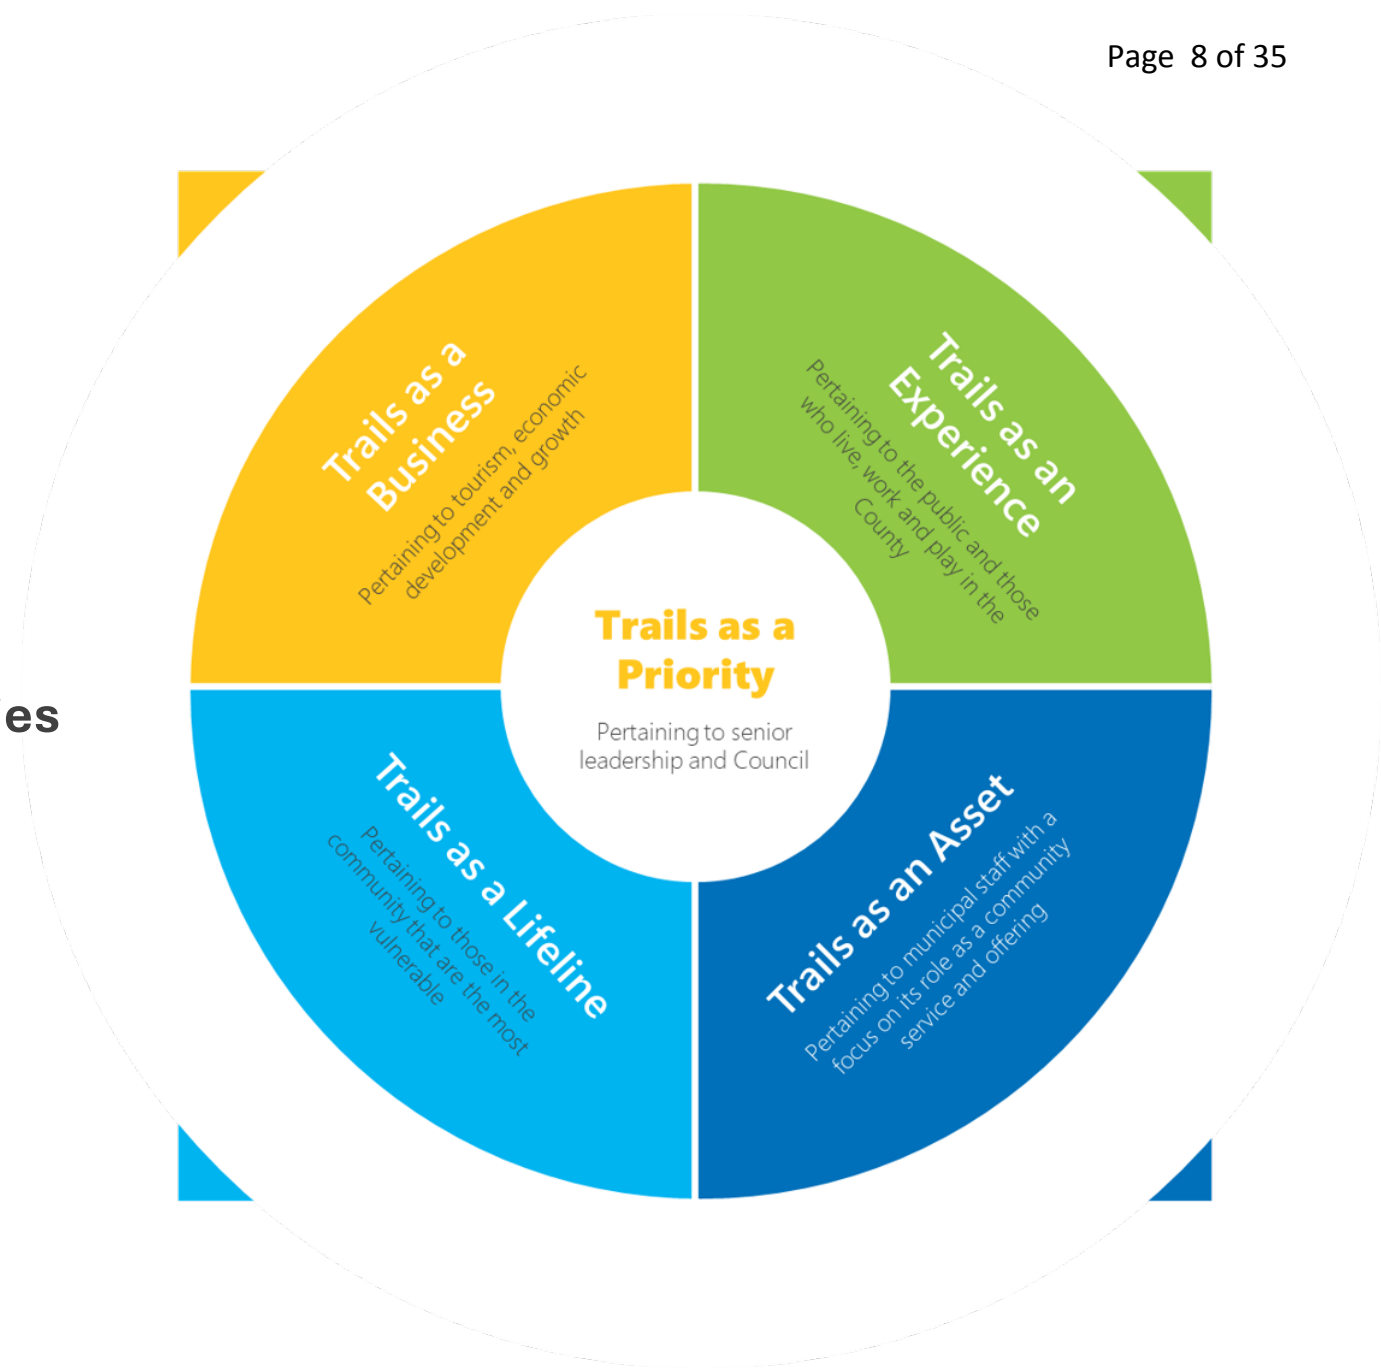 Page 8 of 35
Trails as a
Business
Pertaining to tourism, economic
development and growth
Trails as an
Experience
Pertaining to the public and those
who live, work and play in the
County
Trails as a
Priority
Pertaining to senior
leadership and Council
es
Trails as a Lifeline
Pertaining to those in the
community that are the most
vulnerable
Trails as an Asset
Pertaining to municipal staff with a
focus on its role as a community
service and offering